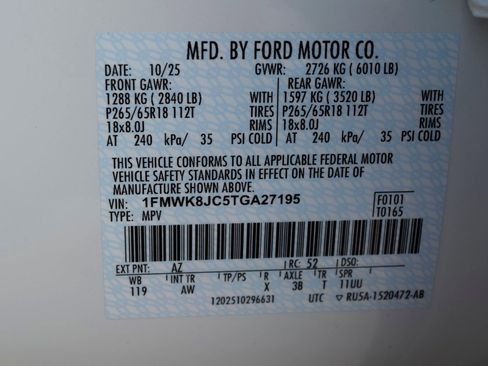 MFD. BY FORD MOTOR CO.
DATE: 10/25 GVWR: 2726 KG (6010 LB)
FRONT GAWR: REAR GAWR:
1288 KG (2840 LB) WITH 1597 KG (3520 LB) WITH
P265/65R18 112T TIRES P265/65R18 112T TIRES
18x8.0J RIMS 18x8.0J RIMS
AT 240 kPa/ 35 PSI COLD AT 240 kPa/ 35 PSI COLD
THIS VEHICLE CONFORMS TO ALL APPLICABLE FEDERAL MOTOR
VEHICLE SAFETY STANDARDS IN EFFECT ON THE DATE OF
MANUFACTURE SHOWN ABOVE.
VIN: 1FMWK8JC5TGA27195 F0101
TYPE: MPV T0165
EXT PNT: AZ RC: 52 DSO:
WB INT TR TP/PS R AXLE TR SPR
119 AW X 3B T 11UU
1202510296631 UTC ▽ RU5A-1520472-AB